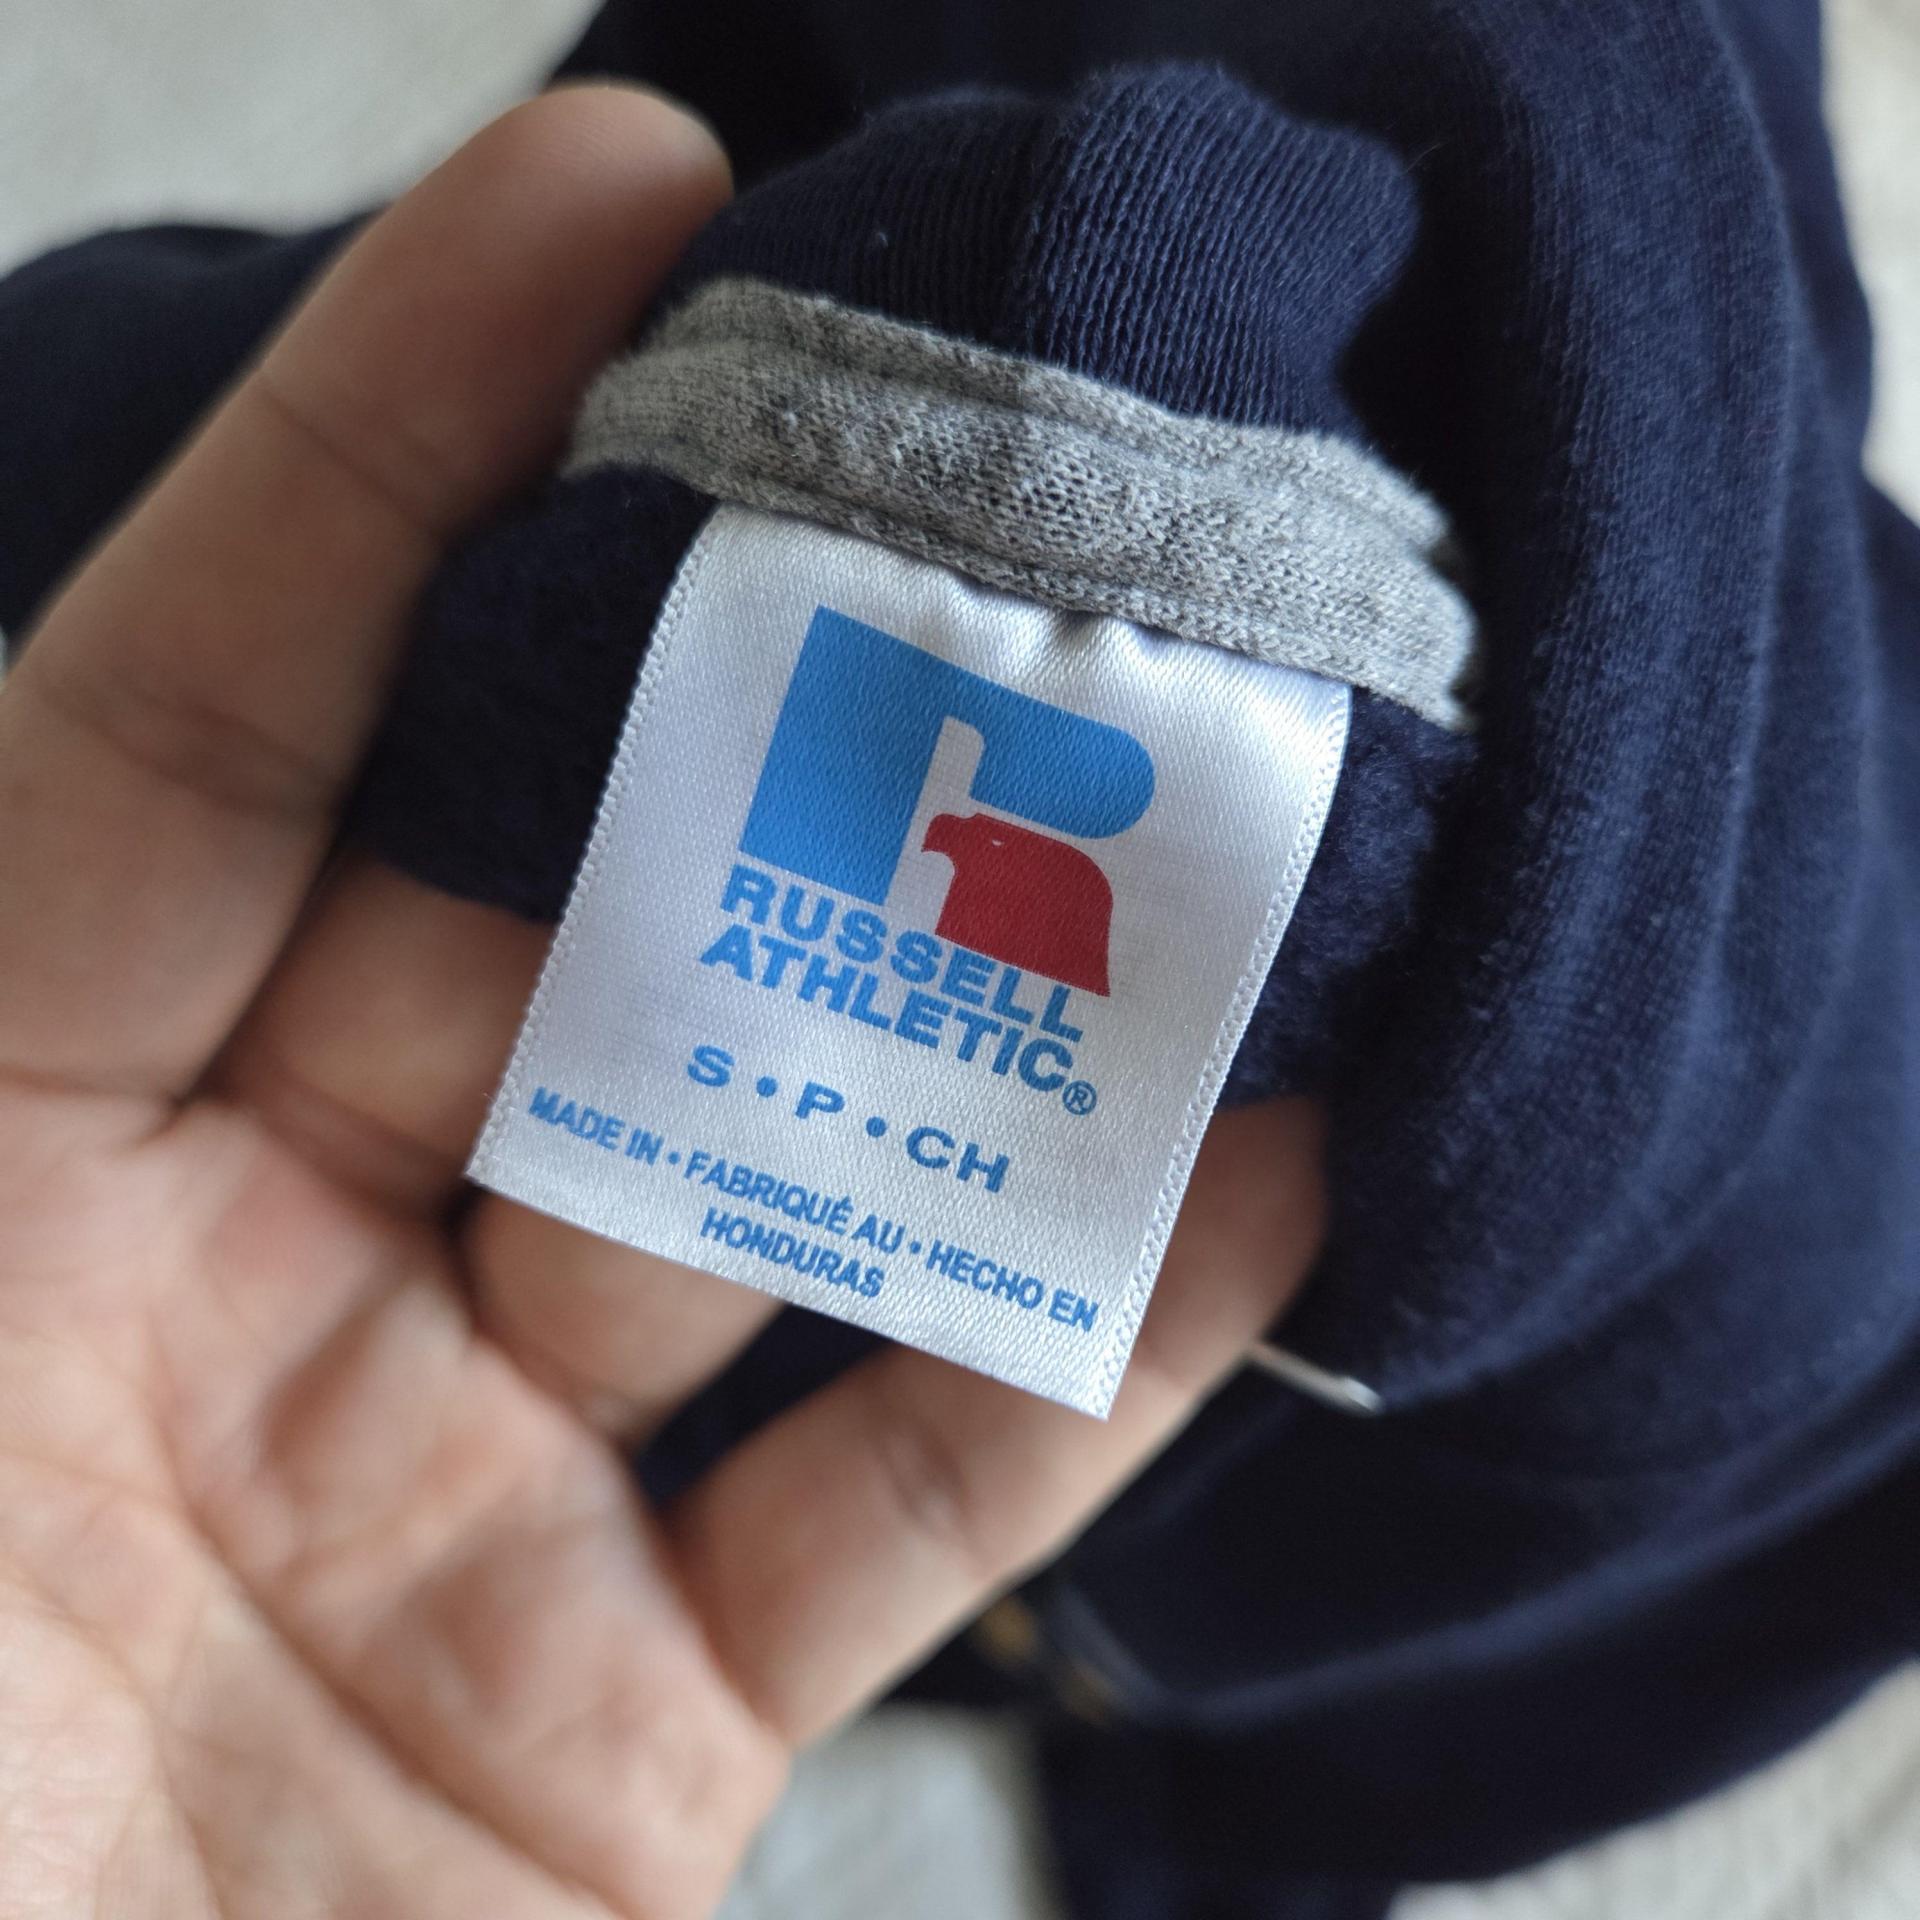 RUSSELL
ATHLETIC®
S • P • CH
MADE IN • FABRIQUÉ AU • HECHO EN
HONDURAS